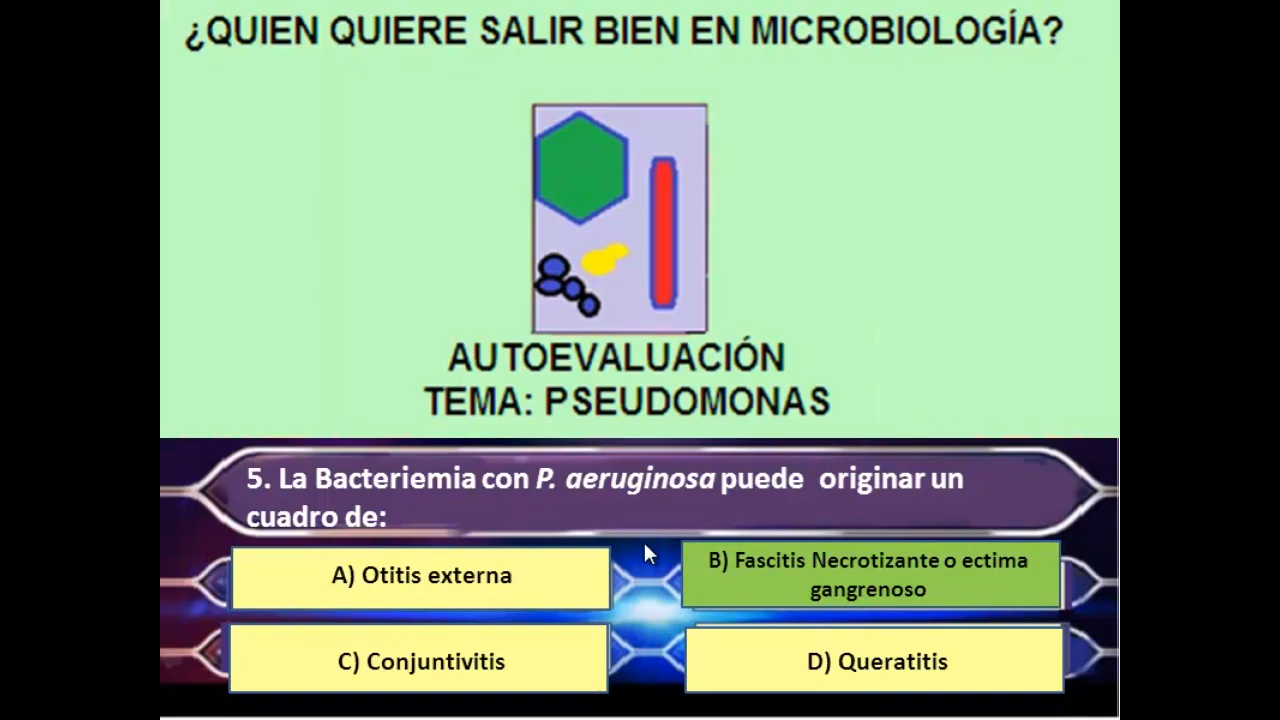 ¿QUIEN QUIERE SALIR BIEN EN MICROBIOLOGÍA?
AUTOEVALUACIÓN
TEMA: PSEUDOMONAS
5. La Bacteriemia con P. aeruginosa puede originar un
cuadro de:
A) Otitis externa
B) Fascitis Necrotizante o ectima
gangrenoso
C) Conjuntivitis
D) Queratitis